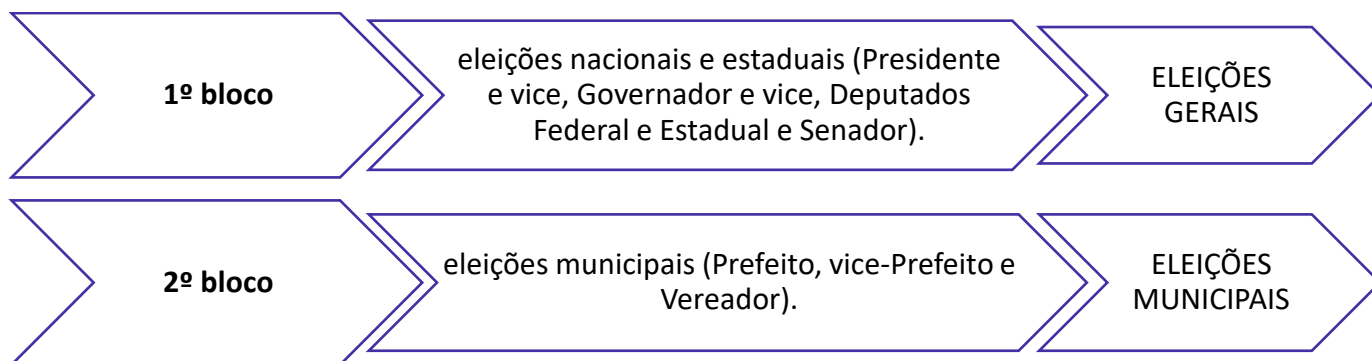 1º bloco
eleições nacionais e estaduais (Presidente
e vice, Governador e vice, Deputados
Federal e Estadual e Senador).
ELEIÇÕES
GERAIS
2º bloco
eleições municipais (Prefeito, vice-Prefeito e
Vereador).
ELEIÇÕES
MUNICIPAIS